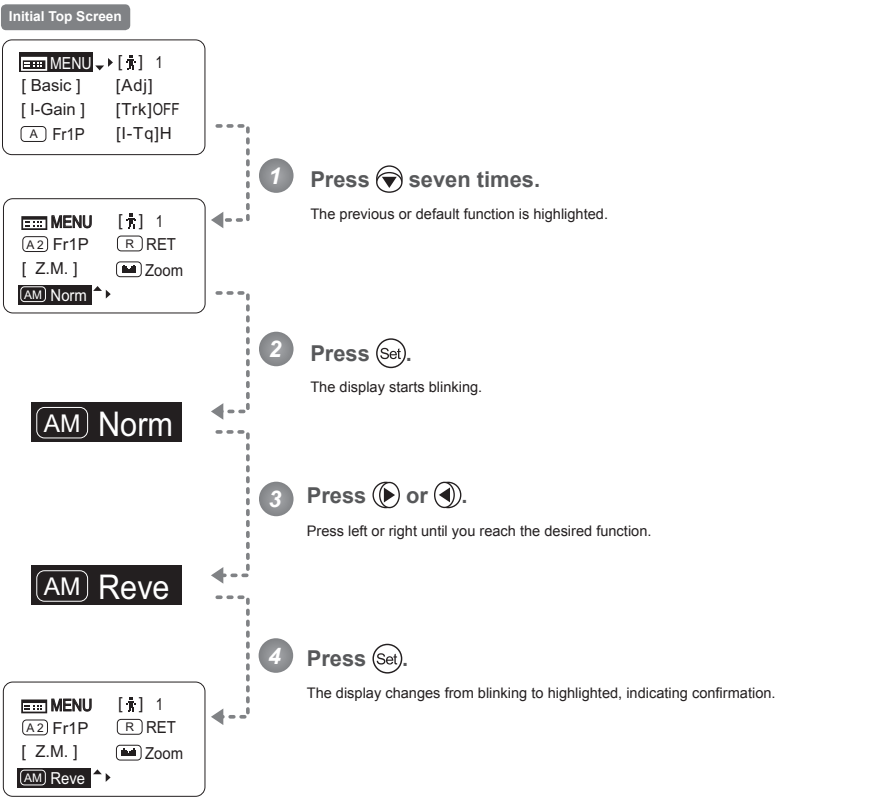 Initial Top Screen
MENU [ ] 1
[ Basic ] [Adj]
[ I-Gain ] [Trk]OFF
A Fr1P [I-Tq]H
1 Press seven times.
The previous or default function is highlighted.
MENU [ ] 1
A2 Fr1P R RET
[ Z.M. ] Zoom
AM Norm
2 Press Set.
The display starts blinking.
AM Norm
3 Press or .
Press left or right until you reach the desired function.
AM Reve
4 Press Set.
The display changes from blinking to highlighted, indicating confirmation.
MENU [ ] 1
A2 Fr1P R RET
[ Z.M. ] Zoom
AM Reve